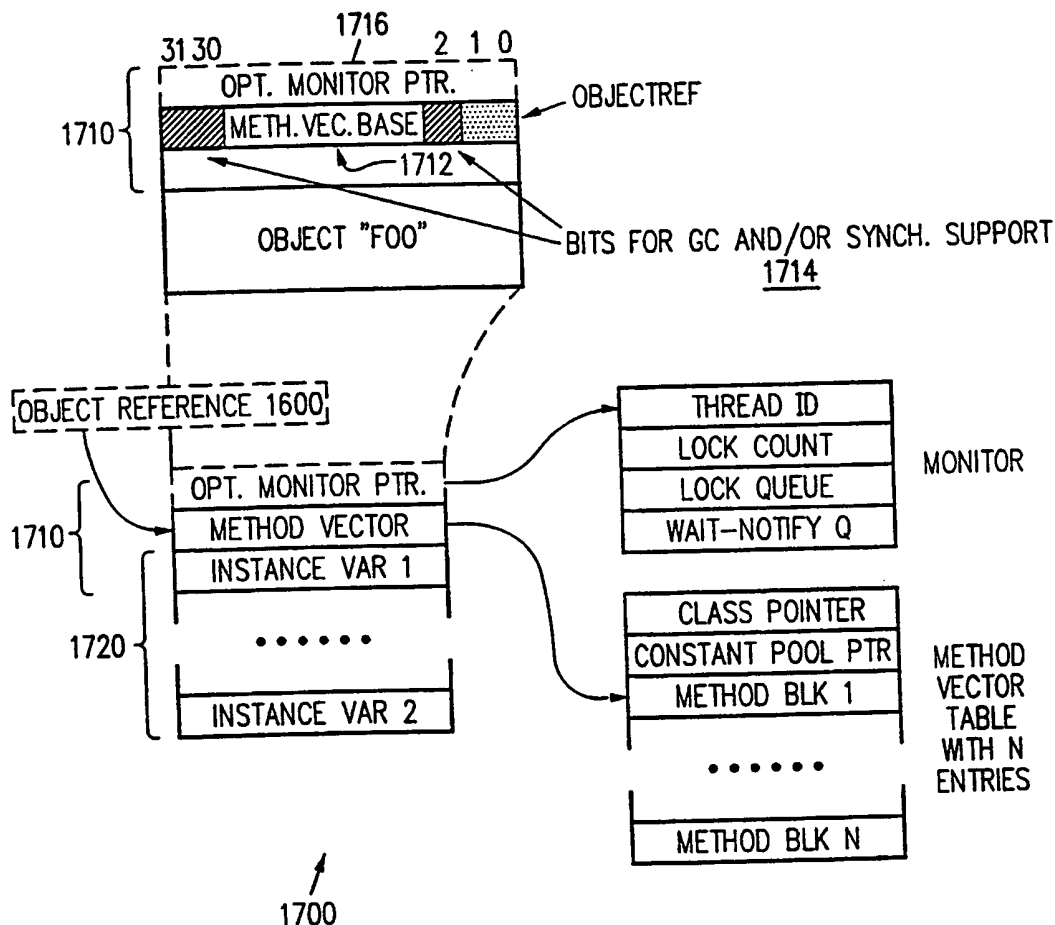 31 30 1716 2 1 0
OPT. MONITOR PTR.
OBJECTREF
1710
METH. VEC. BASE
1712
OBJECT "FOO"
BITS FOR GC AND/OR SYNCH. SUPPORT
1714
OBJECT REFERENCE 1600
OPT. MONITOR PTR.
1710
METHOD VECTOR
INSTANCE VAR 1
1720
INSTANCE VAR 2
THREAD ID
LOCK COUNT
LOCK QUEUE
WAIT-NOTIFY Q
MONITOR
CLASS POINTER
CONSTANT POOL PTR
METHOD BLK 1
METHOD BLK N
METHOD
VECTOR
TABLE
WITH N
ENTRIES
1700